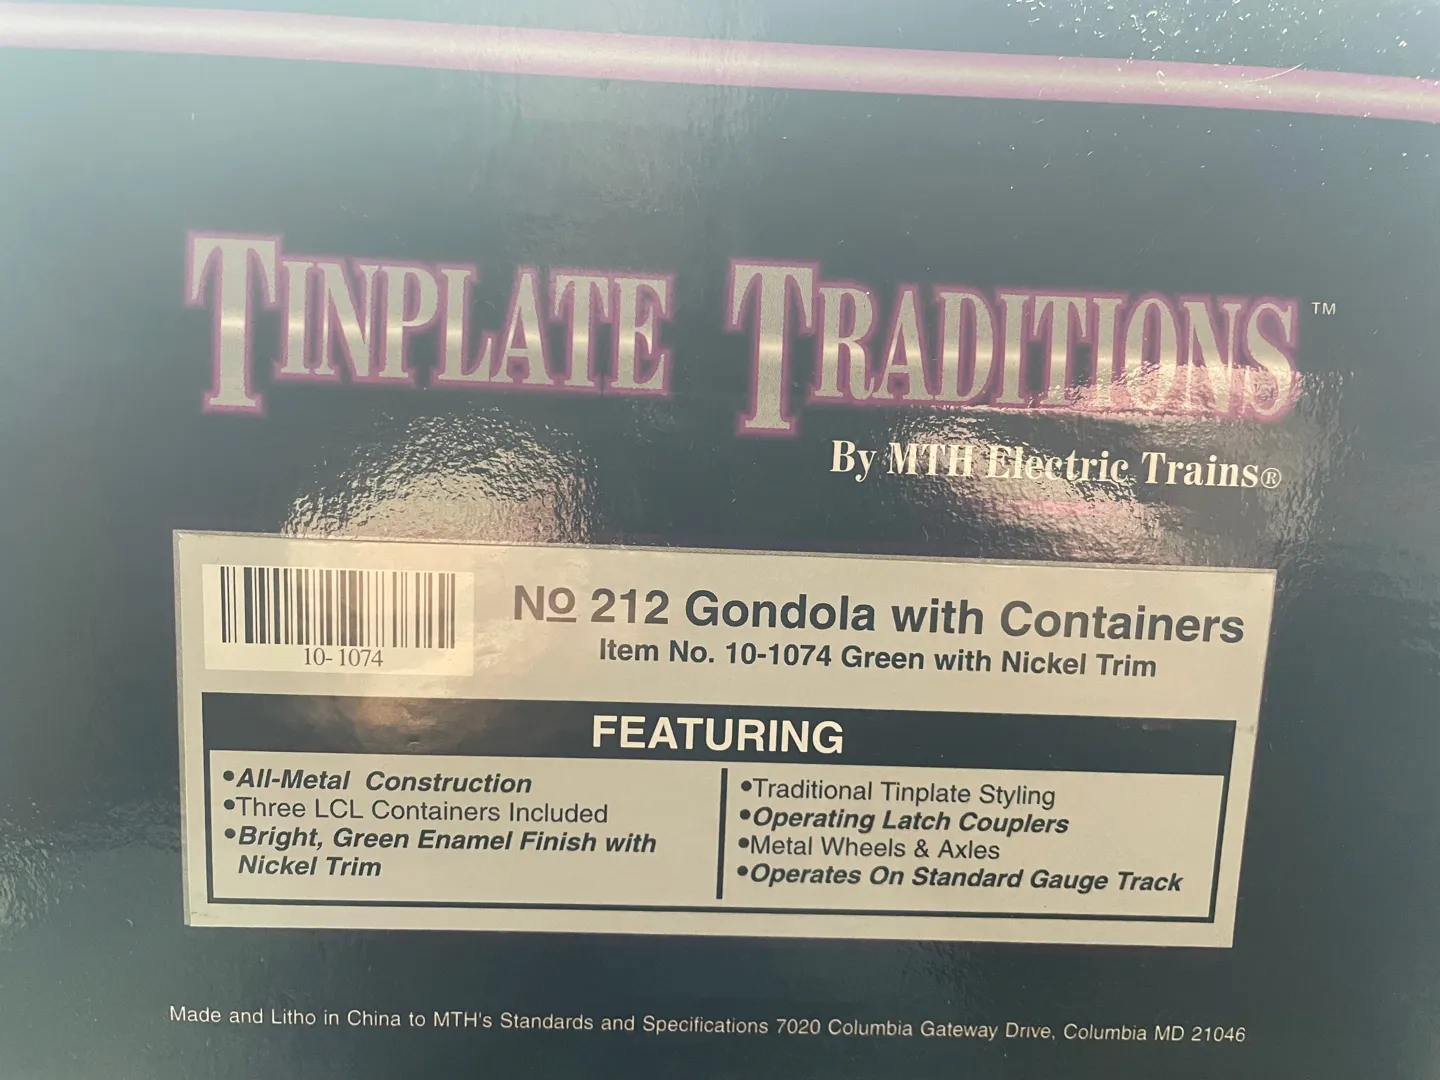 TINPLATE TRADITIONS™
By MTH Electric Trains®
10-1074
No 212 Gondola with Containers
Item No. 10-1074 Green with Nickel Trim
FEATURING
•All-Metal Construction
•Three LCL Containers Included
•Bright, Green Enamel Finish with
Nickel Trim
•Traditional Tinplate Styling
•Operating Latch Couplers
•Metal Wheels & Axles
•Operates On Standard Gauge Track
Made and Litho in China to MTH's Standards and Specifications 7020 Columbia Gateway Drive, Columbia MD 21046